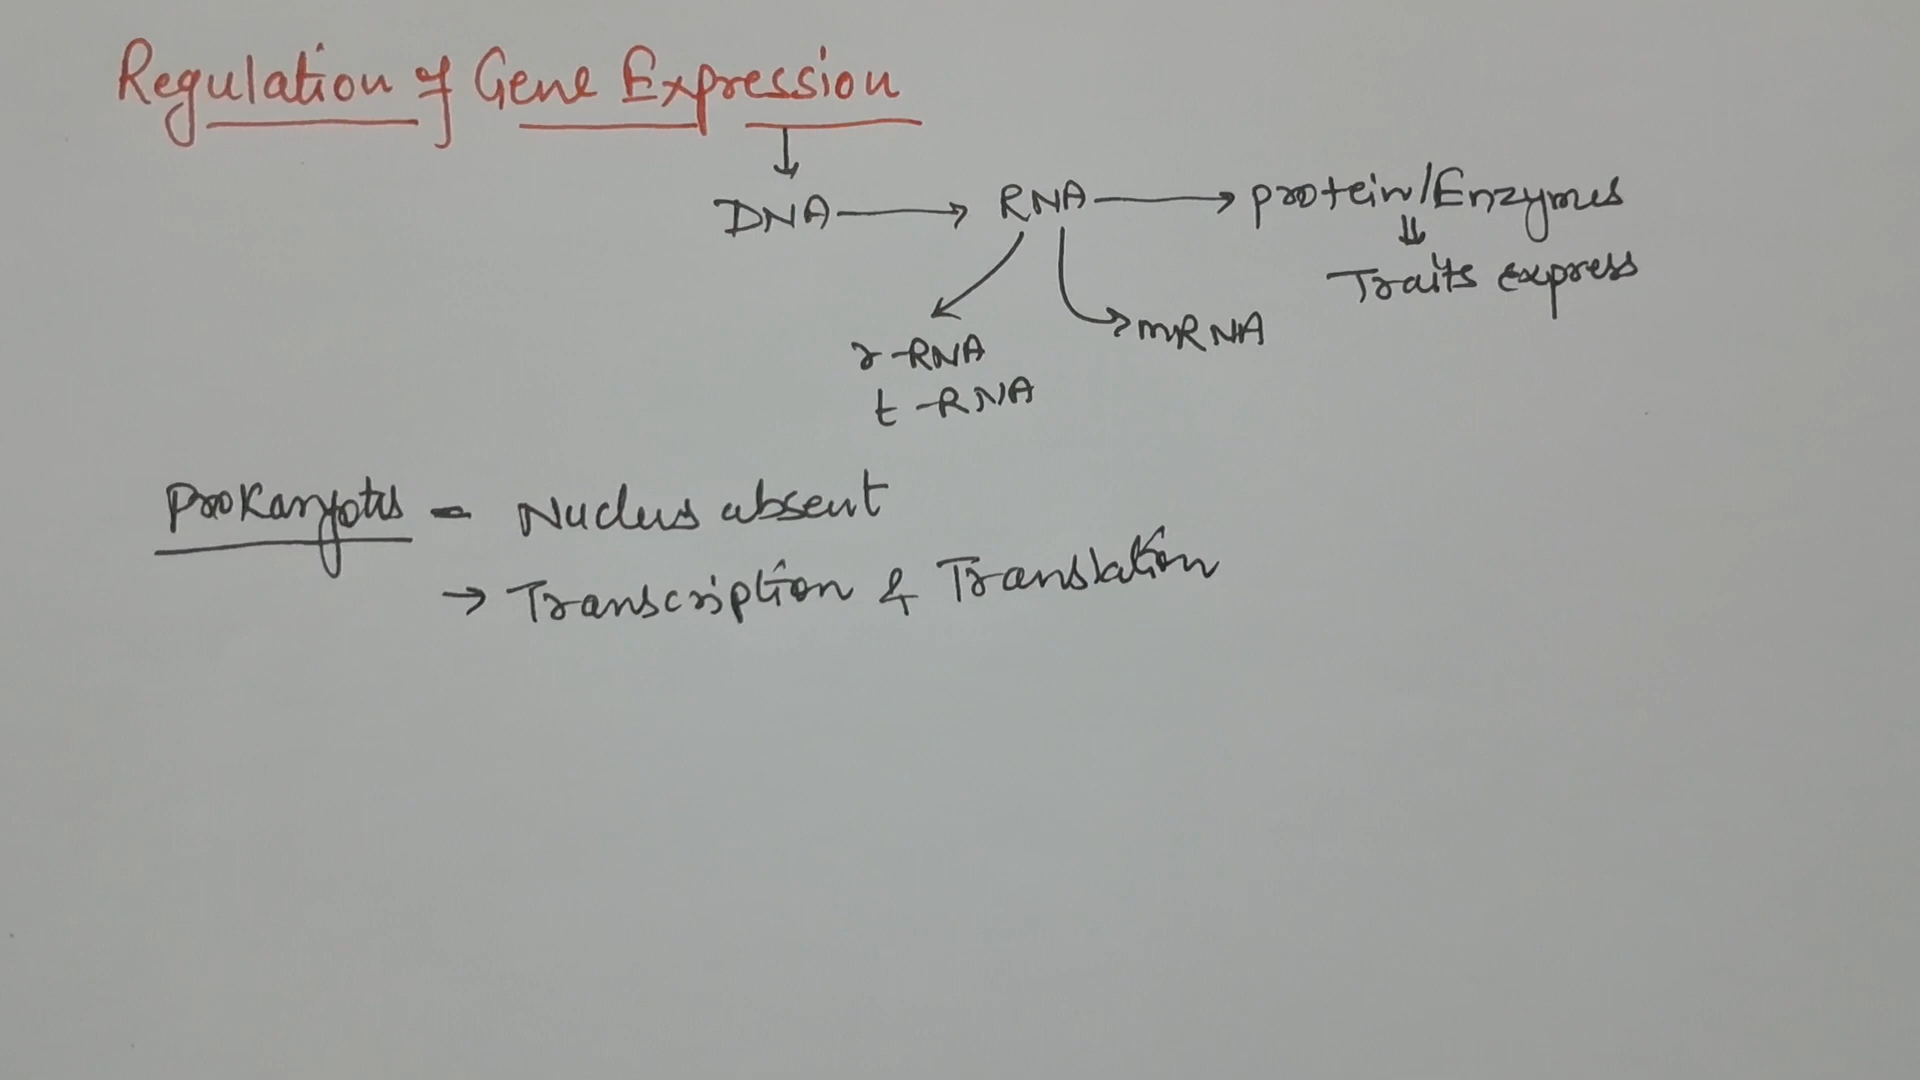 Regulation of Gene Expression
DNA → RNA → protein/Enzymes
Traits express
mRNA
r-RNA
t-RNA
Prokaryotes - Nucleus absent
→ Transcription & Translation